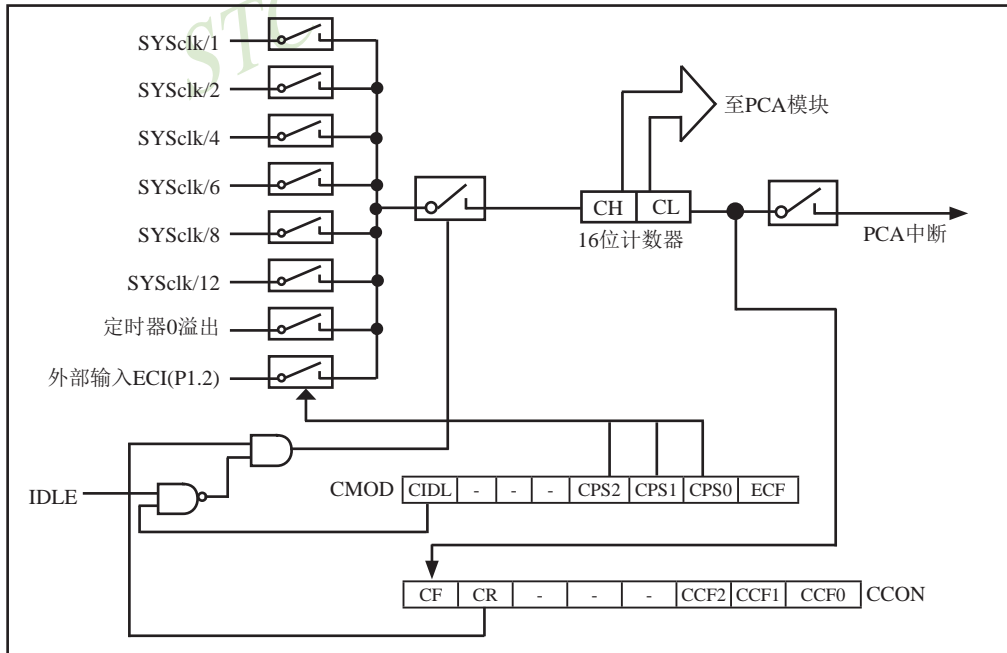 STC
SYSclk/1
SYSclk/2
SYSclk/4
SYSclk/6
SYSclk/8
SYSclk/12
定时器0溢出
外部输入ECI(P1.2)
至PCA模块
CH CL
16位计数器
PCA中断
IDLE
CMOD CIDL - - - CPS2 CPS1 CPS0 ECF
CF CR - - - CCF2 CCF1 CCF0 CCON